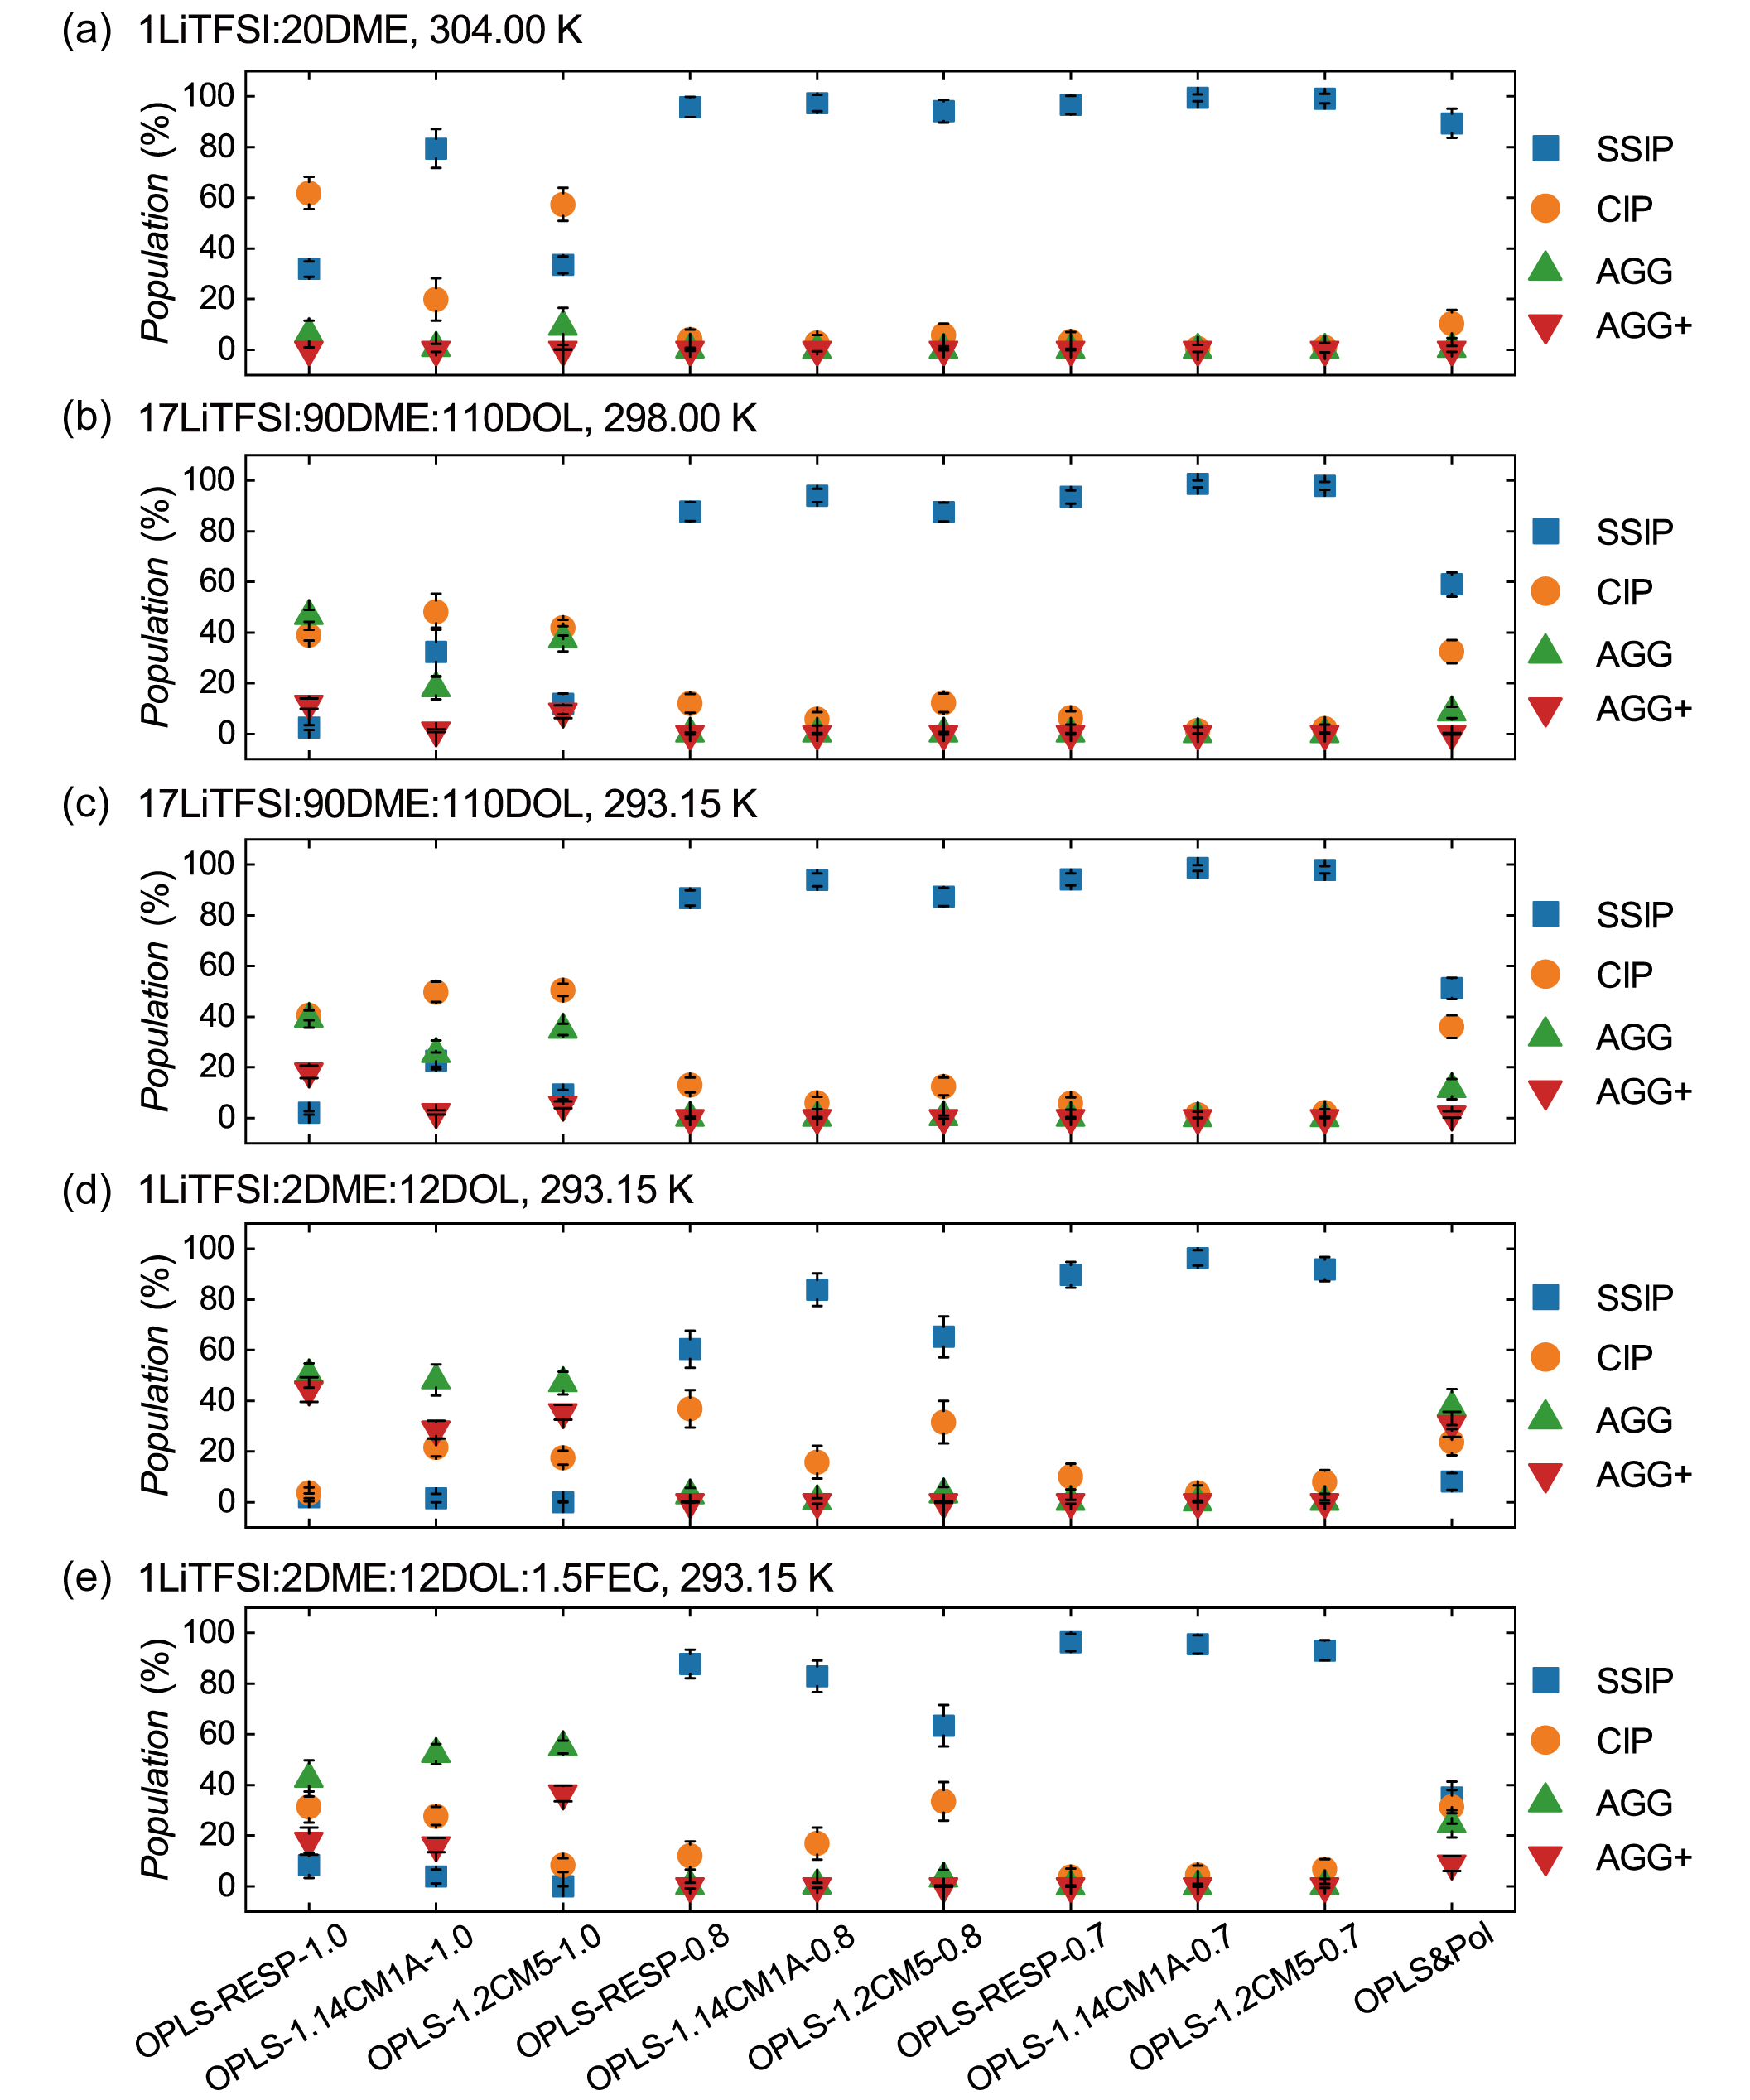 (a) 1LiTFSI:20DME, 304.00 K
Population (%)
100
80
60
40
20
0
SSIP
CIP
AGG
AGG+
(b) 17LiTFSI:90DME:110DOL, 298.00 K
Population (%)
100
80
60
40
20
0
SSIP
CIP
AGG
AGG+
(c) 17LiTFSI:90DME:110DOL, 293.15 K
Population (%)
100
80
60
40
20
0
SSIP
CIP
AGG
AGG+
(d) 1LiTFSI:2DME:12DOL, 293.15 K
Population (%)
100
80
60
40
20
0
SSIP
CIP
AGG
AGG+
(e) 1LiTFSI:2DME:12DOL:1.5FEC, 293.15 K
Population (%)
100
80
60
40
20
0
SSIP
CIP
AGG
AGG+
OPLS-RESP-1.0
OPLS-1.14CM1A-1.0
OPLS-1.2CM5-1.0
OPLS-RESP-0.8
OPLS-1.14CM1A-0.8
OPLS-1.2CM5-0.8
OPLS-RESP-0.7
OPLS-1.14CM1A-0.7
OPLS-1.2CM5-0.7
OPLS&Pol